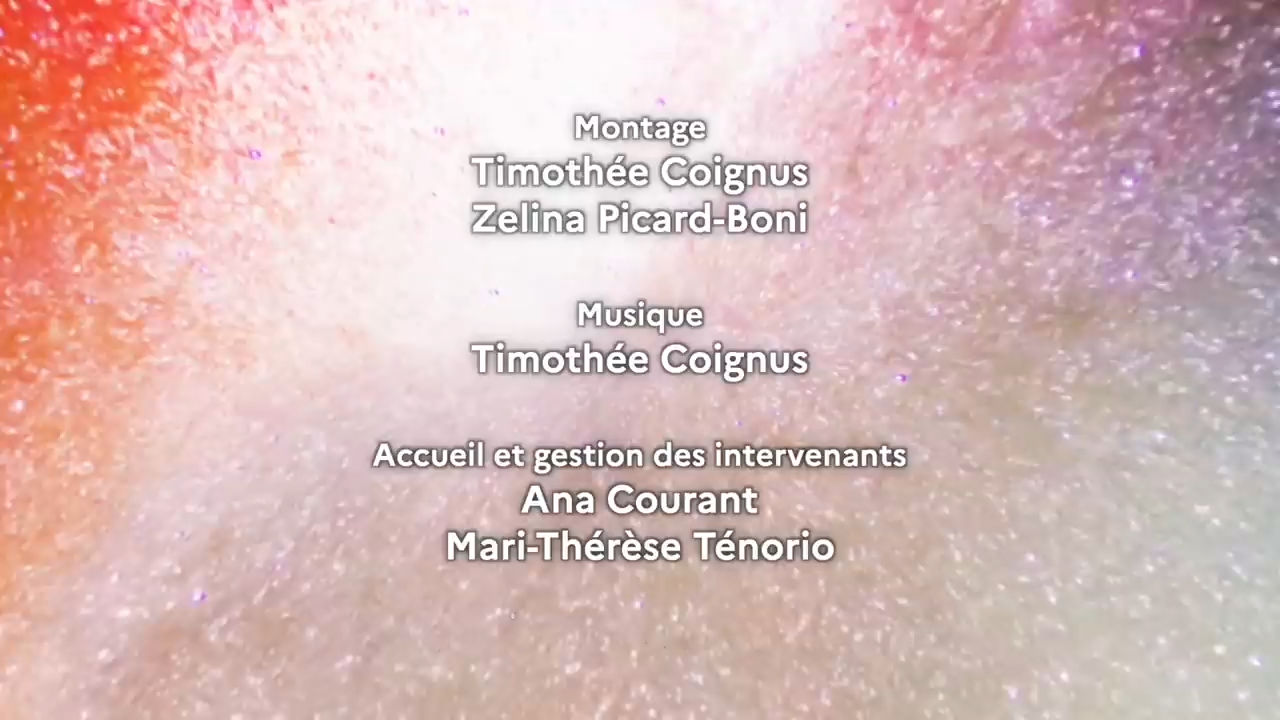 Montage
Timothée Coignus
Zelina Picard-Boni
Musique
Timothée Coignus
Accueil et gestion des intervenants
Ana Courant
Mari-Thérèse Ténorio